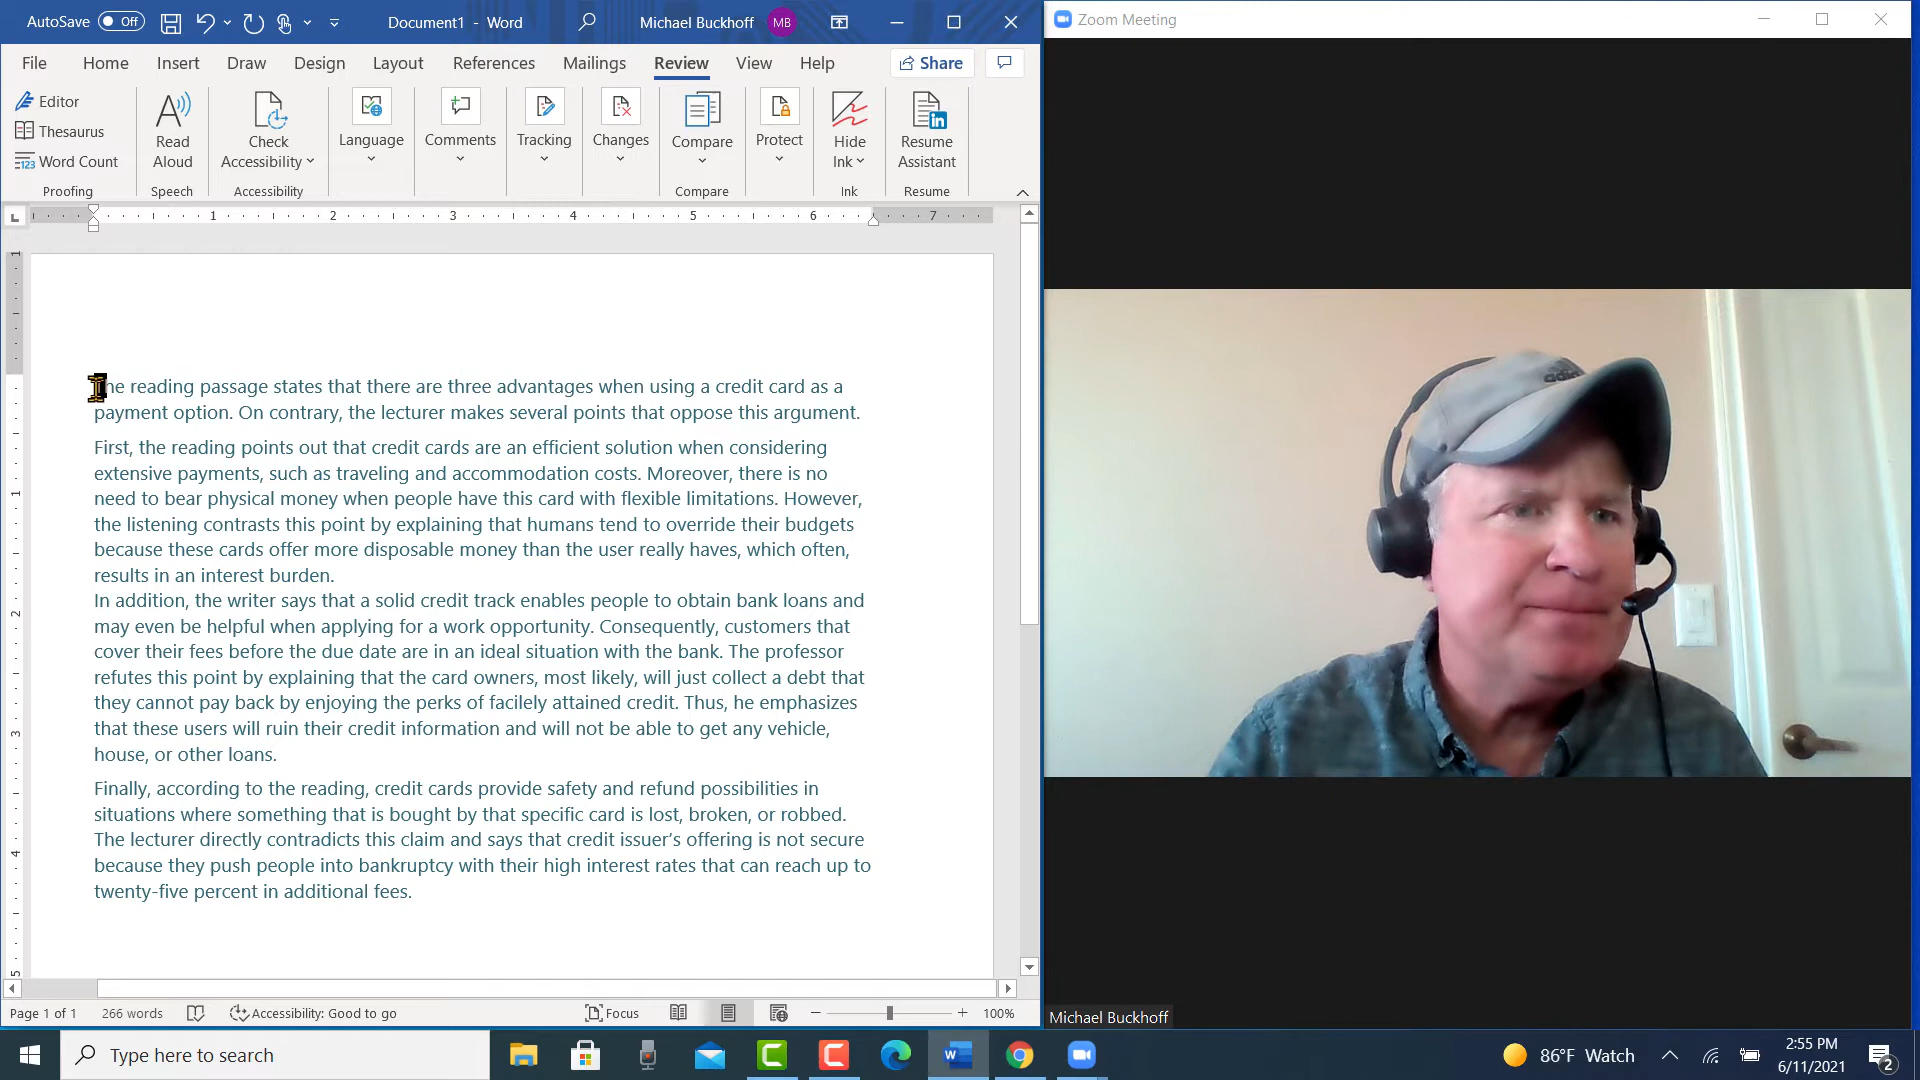 AutoSave Off Document1 - Word Michael Buckhoff MB
Zoom Meeting
File Home Insert Draw Design Layout References Mailings Review View Help Share
Editor
Thesaurus
Word Count
Proofing
Read Aloud
Speech
Check Accessibility
Accessibility
Language
Comments
Tracking
Changes
Compare
Compare
Protect
Hide Ink
Ink
Resume Assistant
Resume
1 2 3 4 5 6 7
The reading passage states that there are three advantages when using a credit card as a
payment option. On contrary, the lecturer makes several points that oppose this argument.
First, the reading points out that credit cards are an efficient solution when considering
extensive payments, such as traveling and accommodation costs. Moreover, there is no
need to bear physical money when people have this card with flexible limitations. However,
the listening contrasts this point by explaining that humans tend to override their budgets
because these cards offer more disposable money than the user really haves, which often,
results in an interest burden.
In addition, the writer says that a solid credit track enables people to obtain bank loans and
may even be helpful when applying for a work opportunity. Consequently, customers that
cover their fees before the due date are in an ideal situation with the bank. The professor
refutes this point by explaining that the card owners, most likely, will just collect a debt that
they cannot pay back by enjoying the perks of facilely attained credit. Thus, he emphasizes
that these users will ruin their credit information and will not be able to get any vehicle,
house, or other loans.
Finally, according to the reading, credit cards provide safety and refund possibilities in
situations where something that is bought by that specific card is lost, broken, or robbed.
The lecturer directly contradicts this claim and says that credit issuer's offering is not secure
because they push people into bankruptcy with their high interest rates that can reach up to
twenty-five percent in additional fees.
Page 1 of 1 266 words Accessibility: Good to go Focus 100%
Michael Buckhoff
Type here to search
86°F Watch
2:55 PM
6/11/2021
2